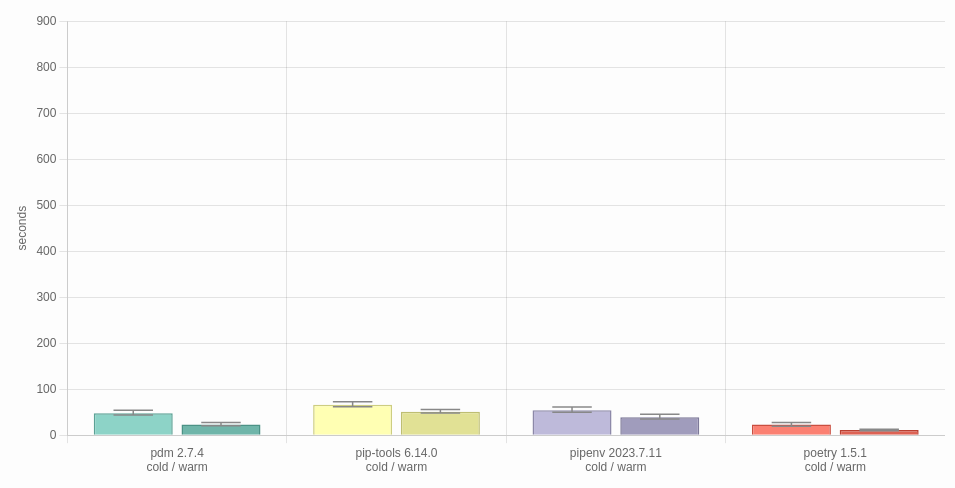 900
800
700
600
500
400
300
200
100
0
seconds
pdm 2.7.4
cold / warm
pip-tools 6.14.0
cold / warm
pipenv 2023.7.11
cold / warm
poetry 1.5.1
cold / warm